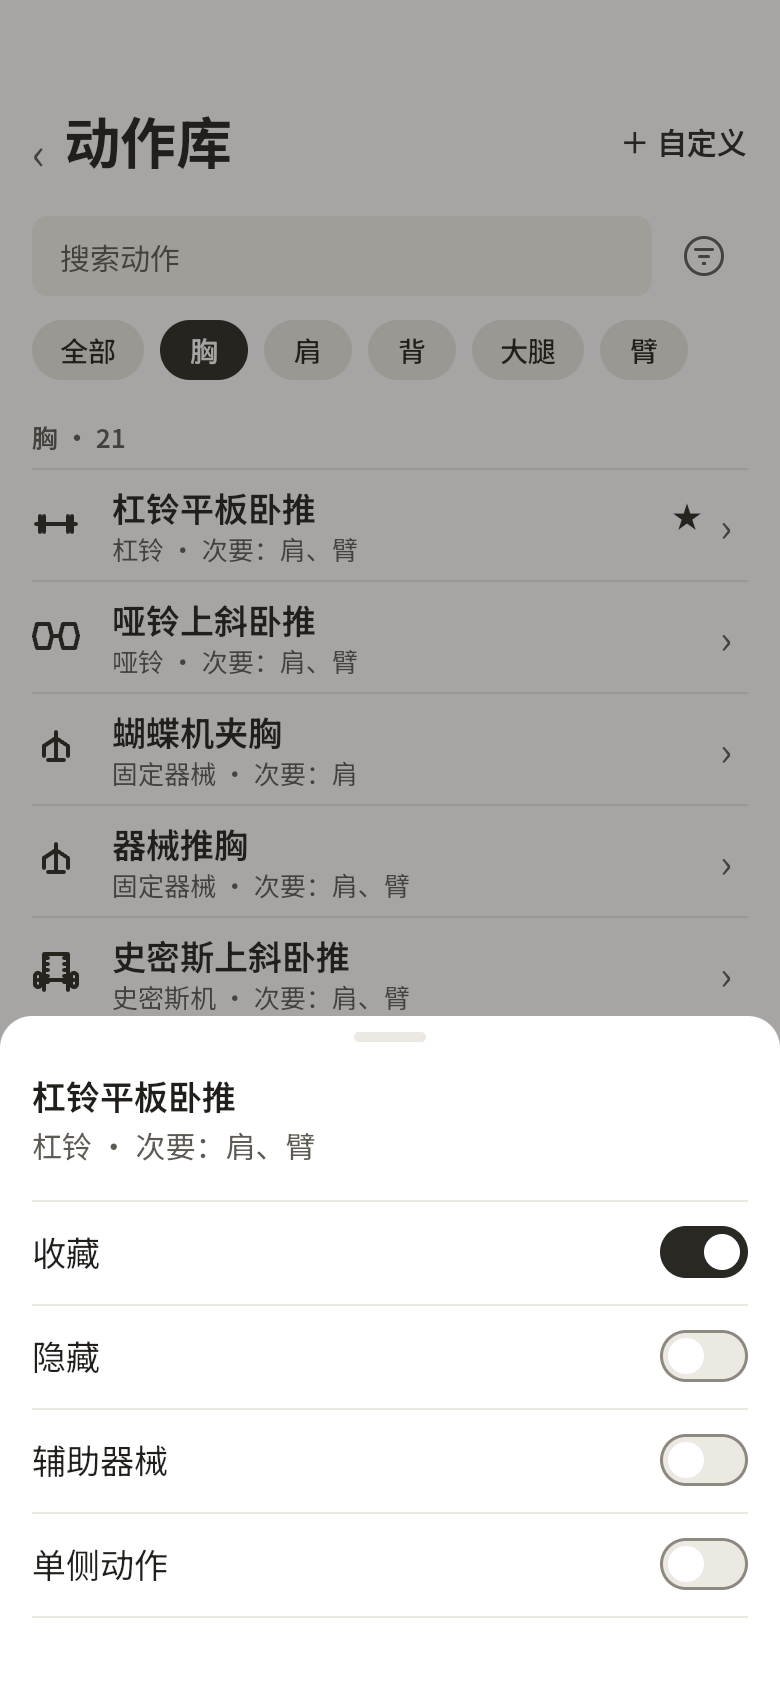 ‹ 动作库
＋ 自定义
搜索动作
全部
胸
肩
背
大腿
臂
胸 · 21
杠铃平板卧推
★ ›
杠铃 · 次要：肩、臂
哑铃上斜卧推
›
哑铃 · 次要：肩、臂
蝴蝶机夹胸
›
固定器械 · 次要：肩
器械推胸
›
固定器械 · 次要：肩、臂
史密斯上斜卧推
›
史密斯机 · 次要：肩、臂
杠铃平板卧推
杠铃 · 次要：肩、臂
收藏
隐藏
辅助器械
单侧动作